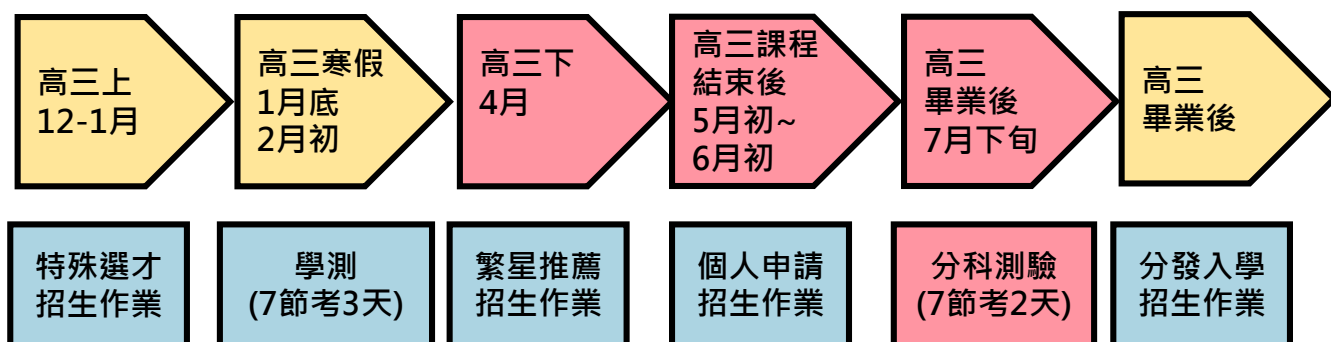 高三上
12-1月
高三寒假
1月底
2月初
高三下
4月
高三課程
結束後
5月初~
6月初
高三
畢業後
7月下旬
高三
畢業後
特殊選才
招生作業
學測
(7節考3天)
繁星推薦
招生作業
個人申請
招生作業
分科測驗
(7節考2天)
分發入學
招生作業